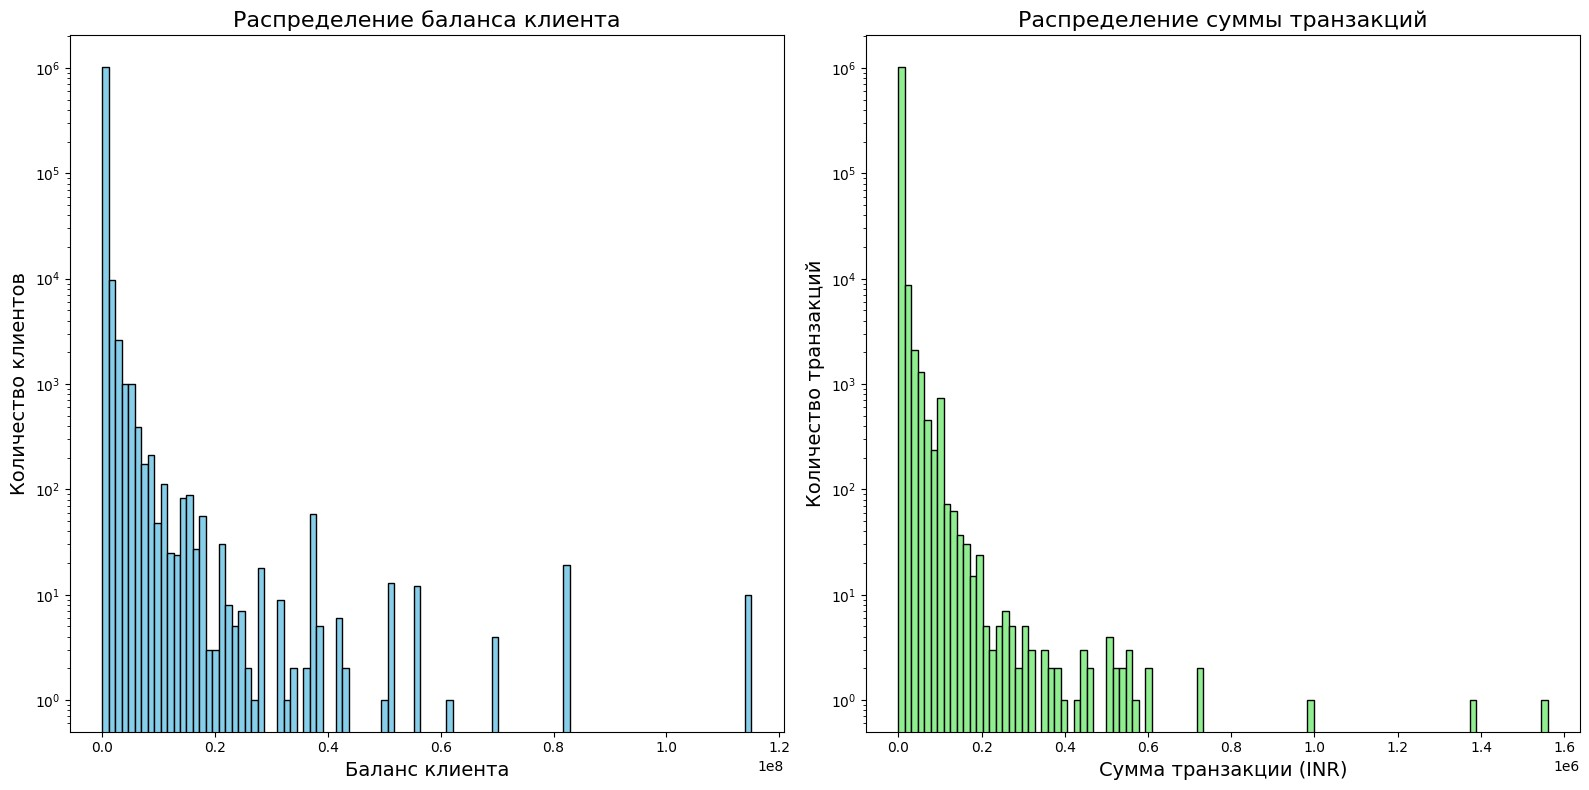 Распределение баланса клиента
10⁶
10⁵
10⁴
10³
10²
10¹
10⁰
Количество клиентов
0.0 0.2 0.4 0.6 0.8 1.0 1.2
1e8
Баланс клиента
Распределение суммы транзакций
10⁶
10⁵
10⁴
10³
10²
10¹
10⁰
Количество транзакций
0.0 0.2 0.4 0.6 0.8 1.0 1.2 1.4 1.6
1e6
Сумма транзакции (INR)